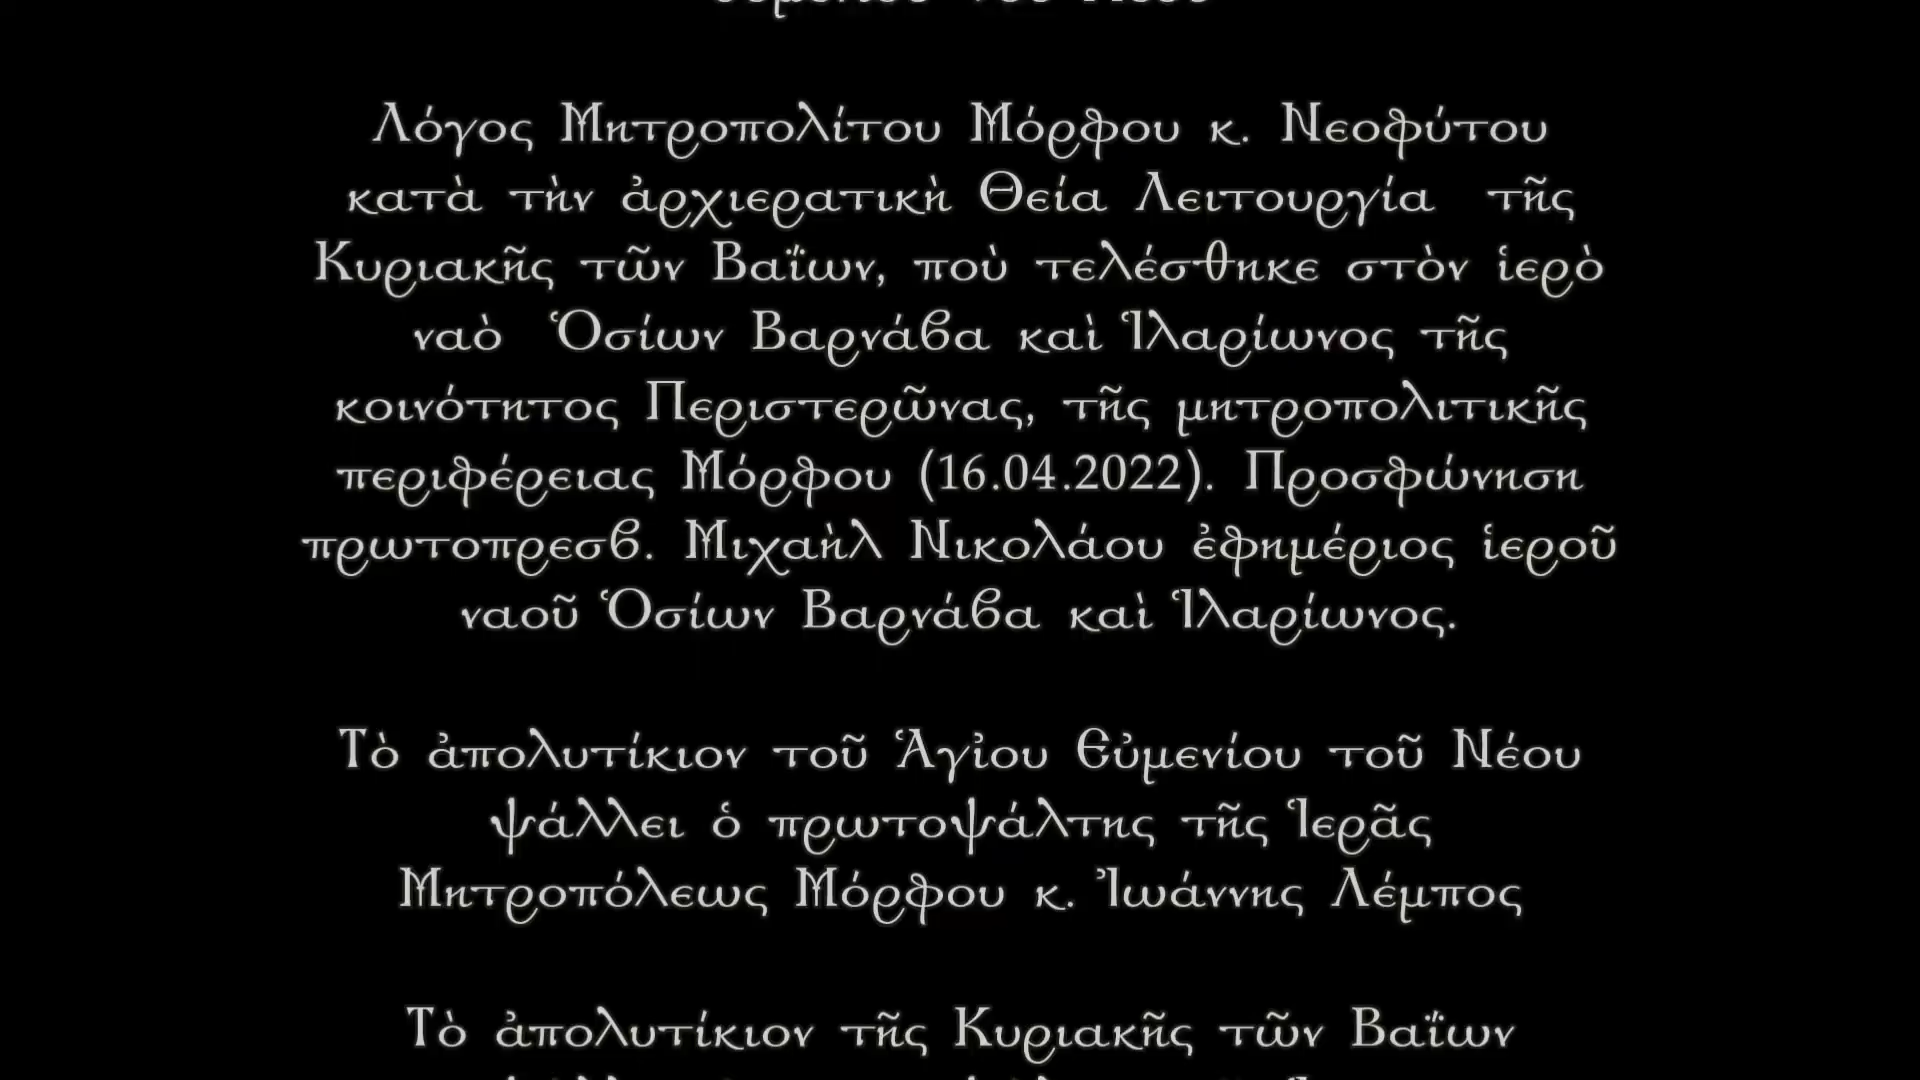 Λόγος Μητροπολίτου Μόρφου κ. Νεοφύτου
κατὰ τὴν ἀρχιερατικὴ Θεία Λειτουργία τῆς
Κυριακῆς τῶν Βαΐων, ποὺ τελέσθηκε στὸν ἱερὸ
ναὸ Ὁσίων Βαρνάβα καὶ Ἱλαρίωνος τῆς
κοινότητος Περιστερῶνας, τῆς μητροπολιτικῆς
περιφέρειας Μόρφου (16.04.2022). Προσφώνηση
πρωτοπρεσβ. Μιχαὴλ Νικολάου ἐφημέριος ἱεροῦ
ναοῦ Ὁσίων Βαρνάβα καὶ Ἱλαρίωνος.
Τὸ ἀπολυτίκιον τοῦ Ἁγἰου Εὐμενίου τοῦ Νέου
ψάλλει ὁ πρωτοψάλτης τῆς Ἱερᾶς
Μητροπόλεως Μόρφου κ. Ἰωάννης Λέμπος
Τὸ ἀπολυτίκιον τῆς Κυριακῆς τῶν Βαΐων